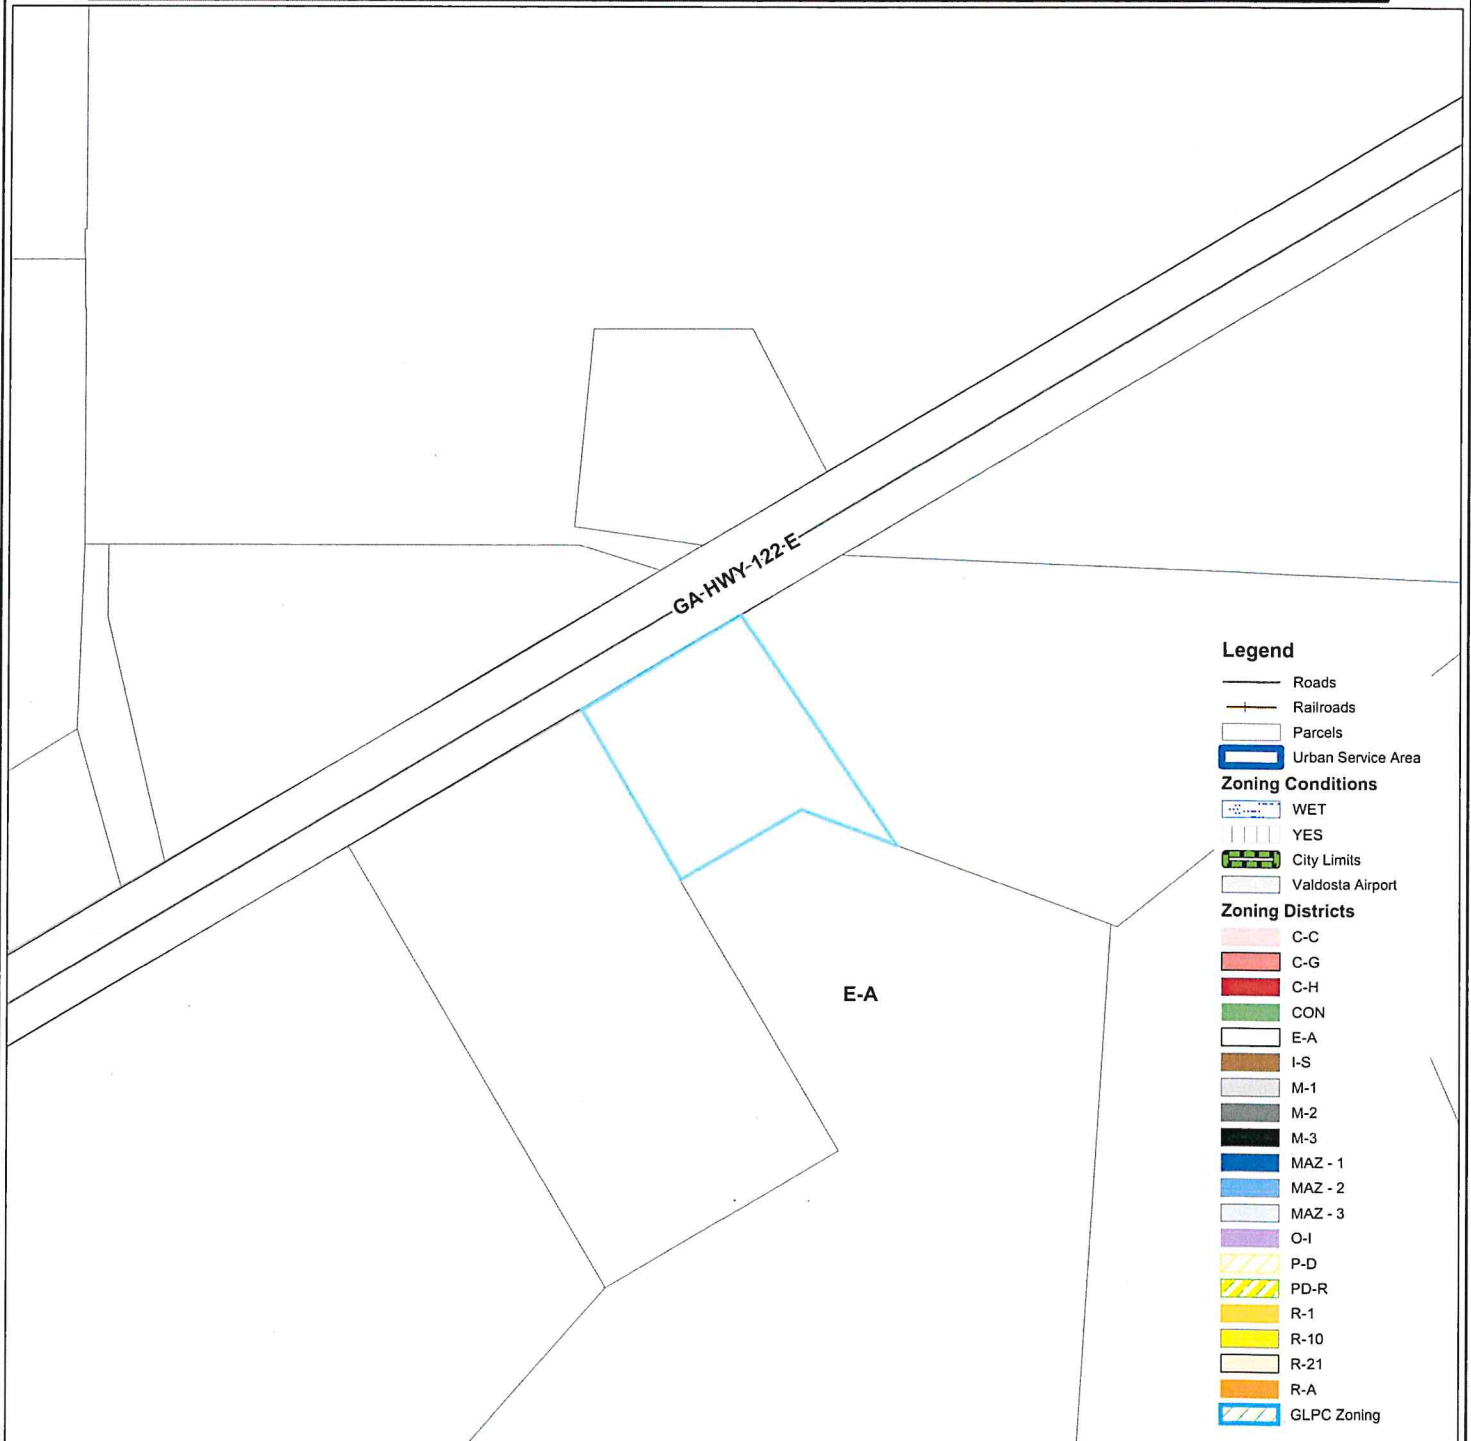 GA-HWY-122-E
E-A
Legend
Roads
Railroads
Parcels
Urban Service Area
Zoning Conditions
WET
YES
City Limits
Valdosta Airport
Zoning Districts
C-C
C-G
C-H
CON
E-A
I-S
M-1
M-2
M-3
MAZ - 1
MAZ - 2
MAZ - 3
O-I
P-D
PD-R
R-1
R-10
R-21
R-A
GLPC Zoning